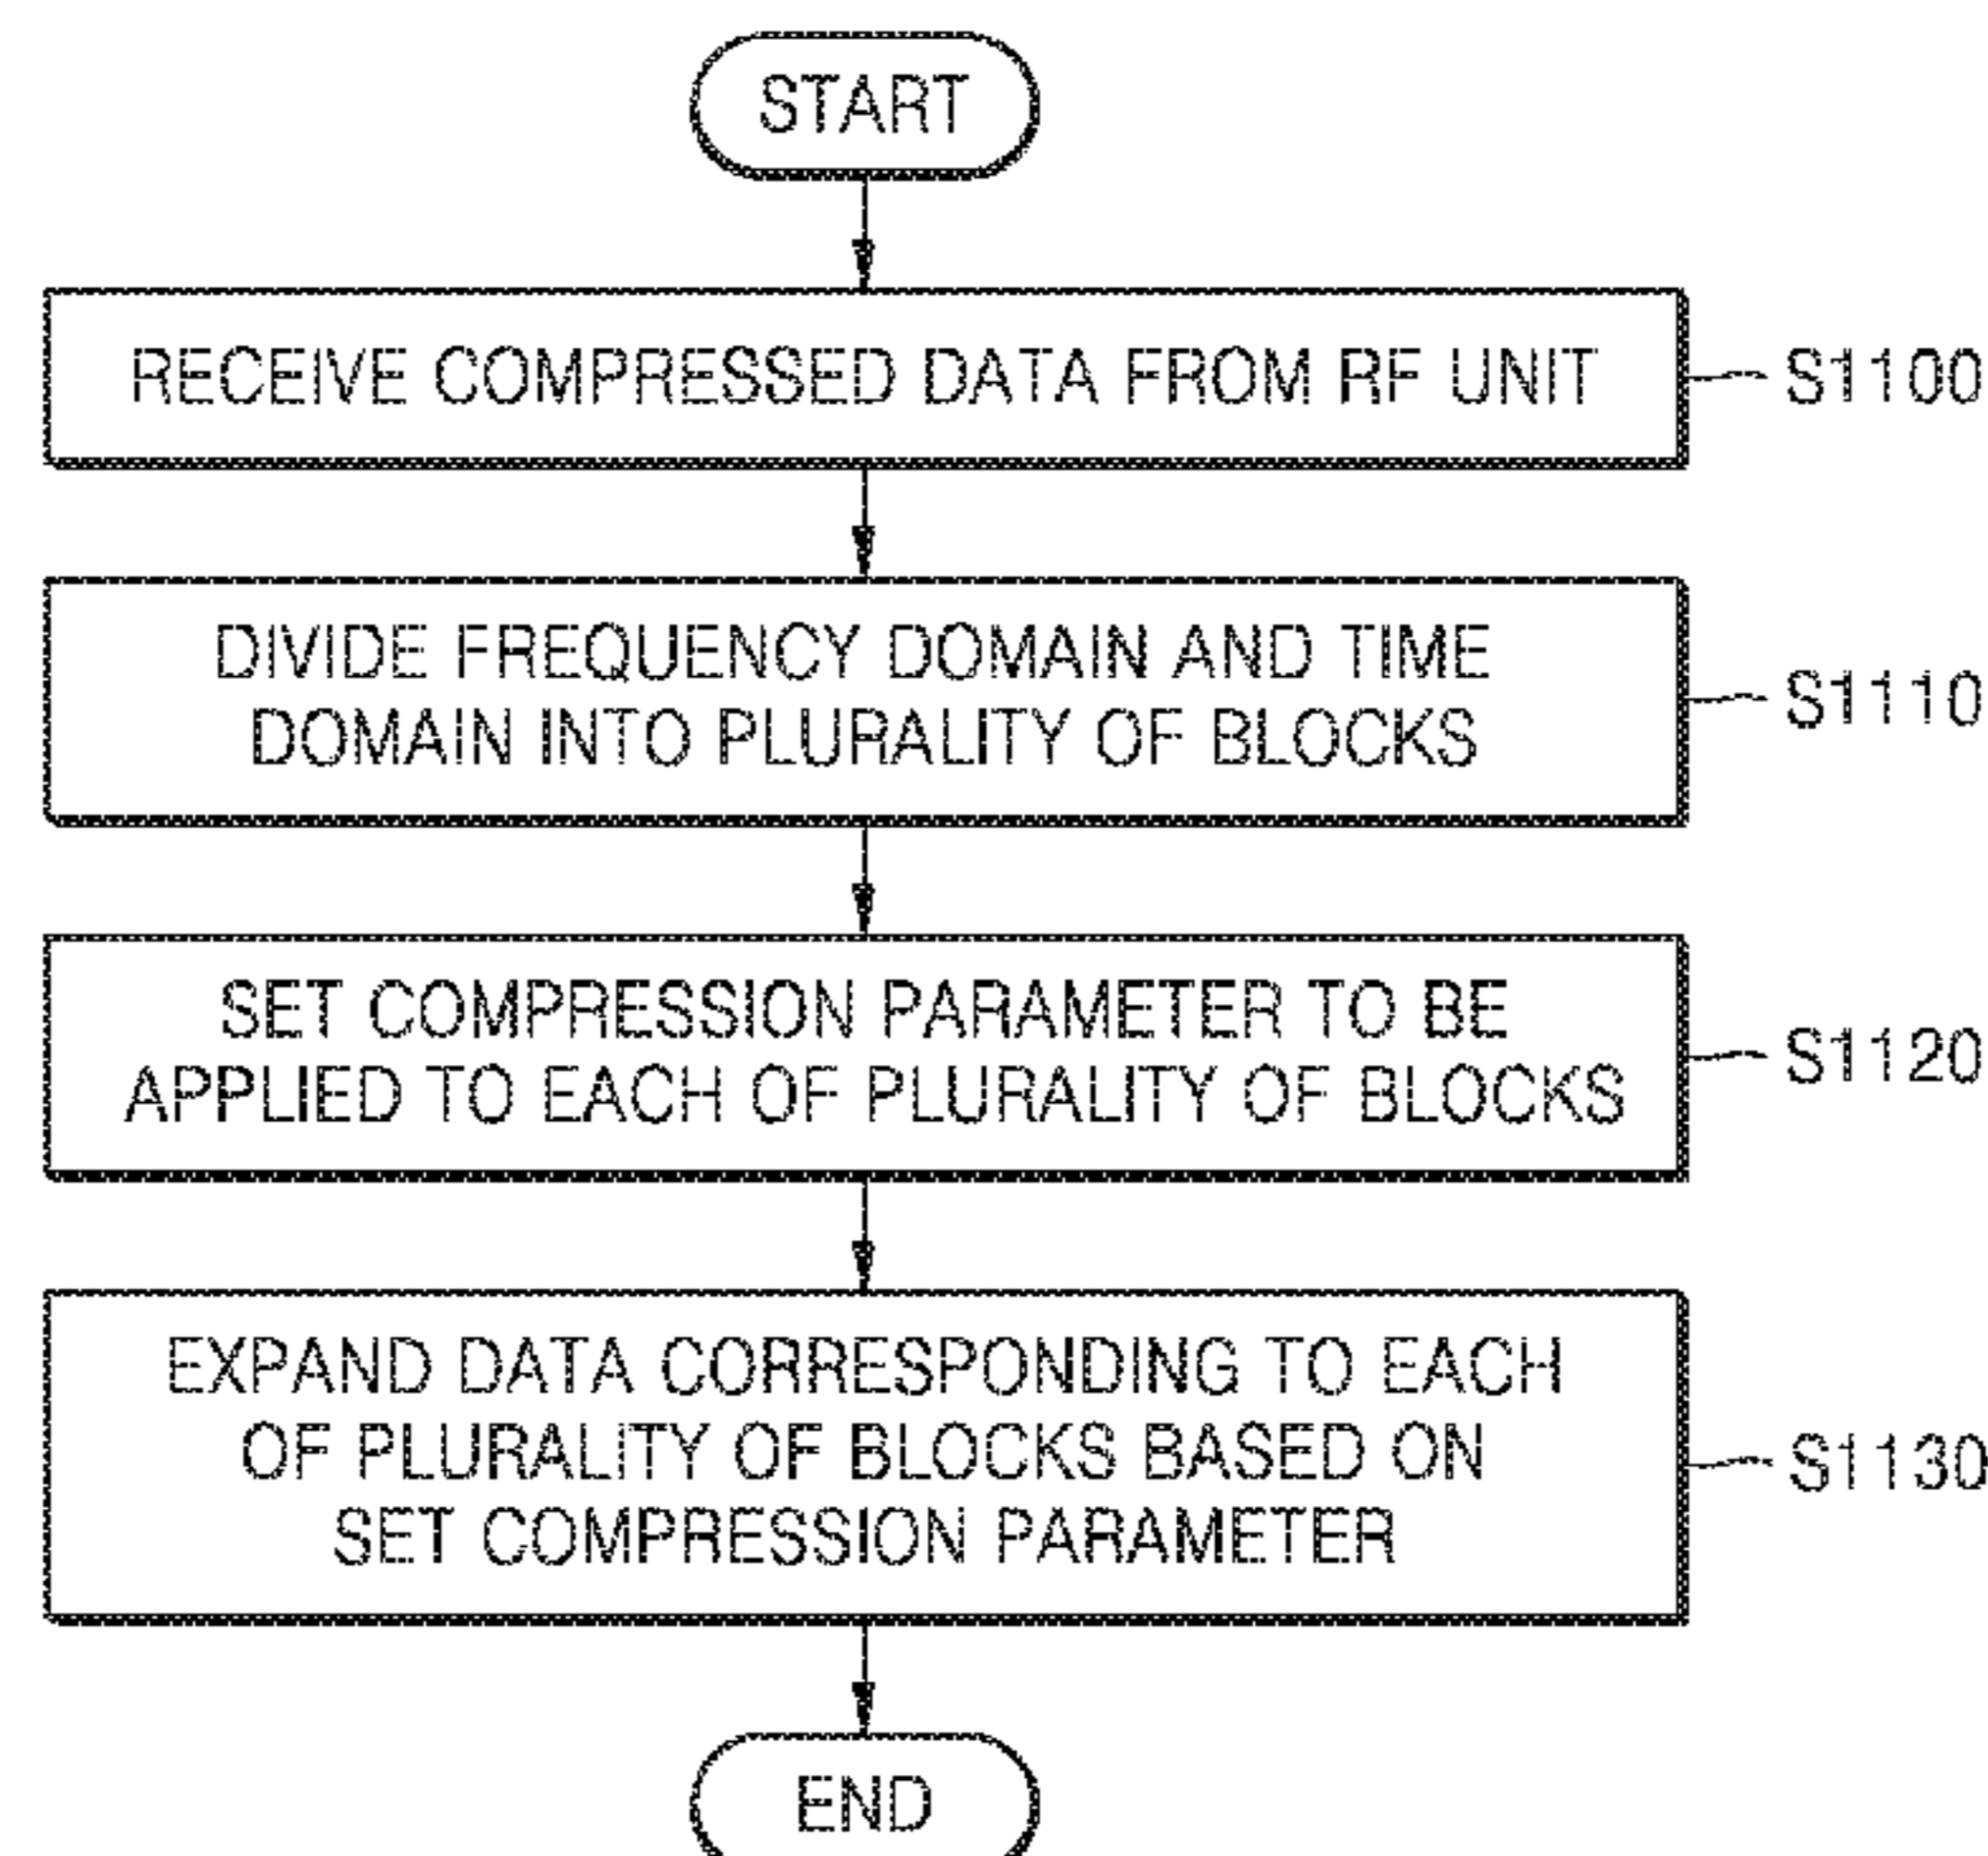 START
RECEIVE COMPRESSED DATA FROM RF UNIT
S1100
DIVIDE FREQUENCY DOMAIN AND TIME
DOMAIN INTO PLURALITY OF BLOCKS
S1110
SET COMPRESSION PARAMETER TO BE
APPLIED TO EACH OF PLURALITY OF BLOCKS
S1120
EXPAND DATA CORRESPONDING TO EACH
OF PLURALITY OF BLOCKS BASED ON
SET COMPRESSION PARAMETER
S1130
END